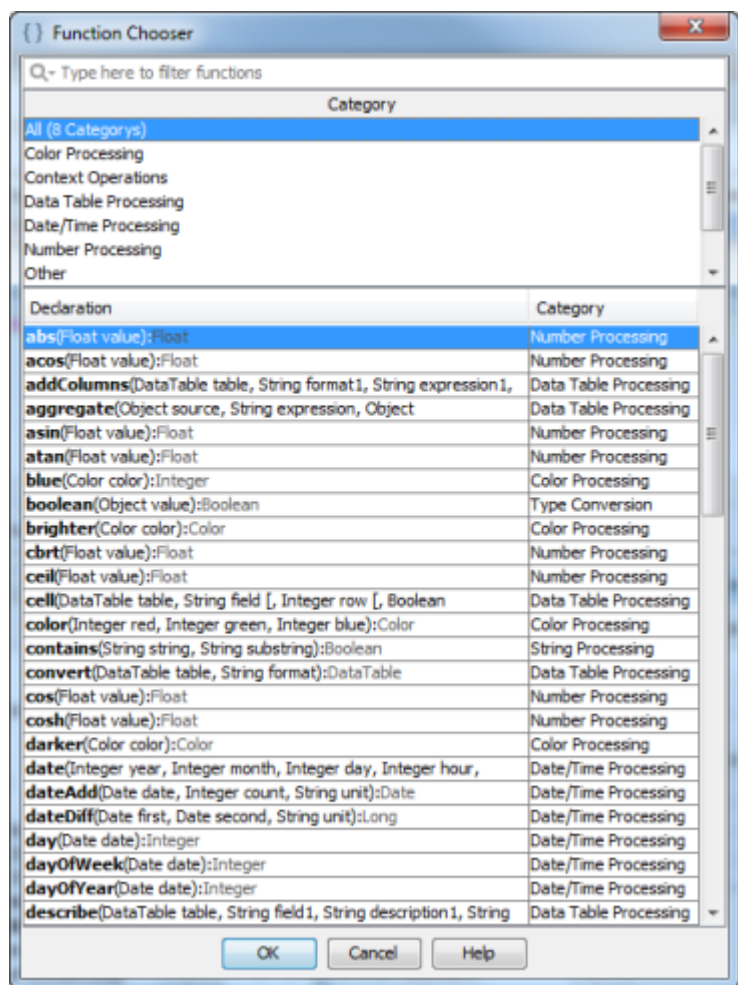 { } Function Chooser
Type here to filter functions
Category
All (8 Categorys)
Color Processing
Context Operations
Data Table Processing
Date/Time Processing
Number Processing
Other
Declaration Category
abs(Float value):Float Number Processing
acos(Float value):Float Number Processing
addColumns(DataTable table, String format1, String expression1, Data Table Processing
aggregate(Object source, String expression, Object Data Table Processing
asin(Float value):Float Number Processing
atan(Float value):Float Number Processing
blue(Color color):Integer Color Processing
boolean(Object value):Boolean Type Conversion
brighter(Color color):Color Color Processing
cbrt(Float value):Float Number Processing
ceil(Float value):Float Number Processing
cell(DataTable table, String field [, Integer row [, Boolean Data Table Processing
color(Integer red, Integer green, Integer blue):Color Color Processing
contains(String string, String substring):Boolean String Processing
convert(DataTable table, String format):DataTable Data Table Processing
cos(Float value):Float Number Processing
cosh(Float value):Float Number Processing
darker(Color color):Color Color Processing
date(Integer year, Integer month, Integer day, Integer hour, Date/Time Processing
dateAdd(Date date, Integer count, String unit):Date Date/Time Processing
dateDiff(Date first, Date second, String unit):Long Date/Time Processing
day(Date date):Integer Date/Time Processing
dayOfWeek(Date date):Integer Date/Time Processing
dayOfYear(Date date):Integer Date/Time Processing
describe(DataTable table, String field1, String description1, String Data Table Processing
OK Cancel Help